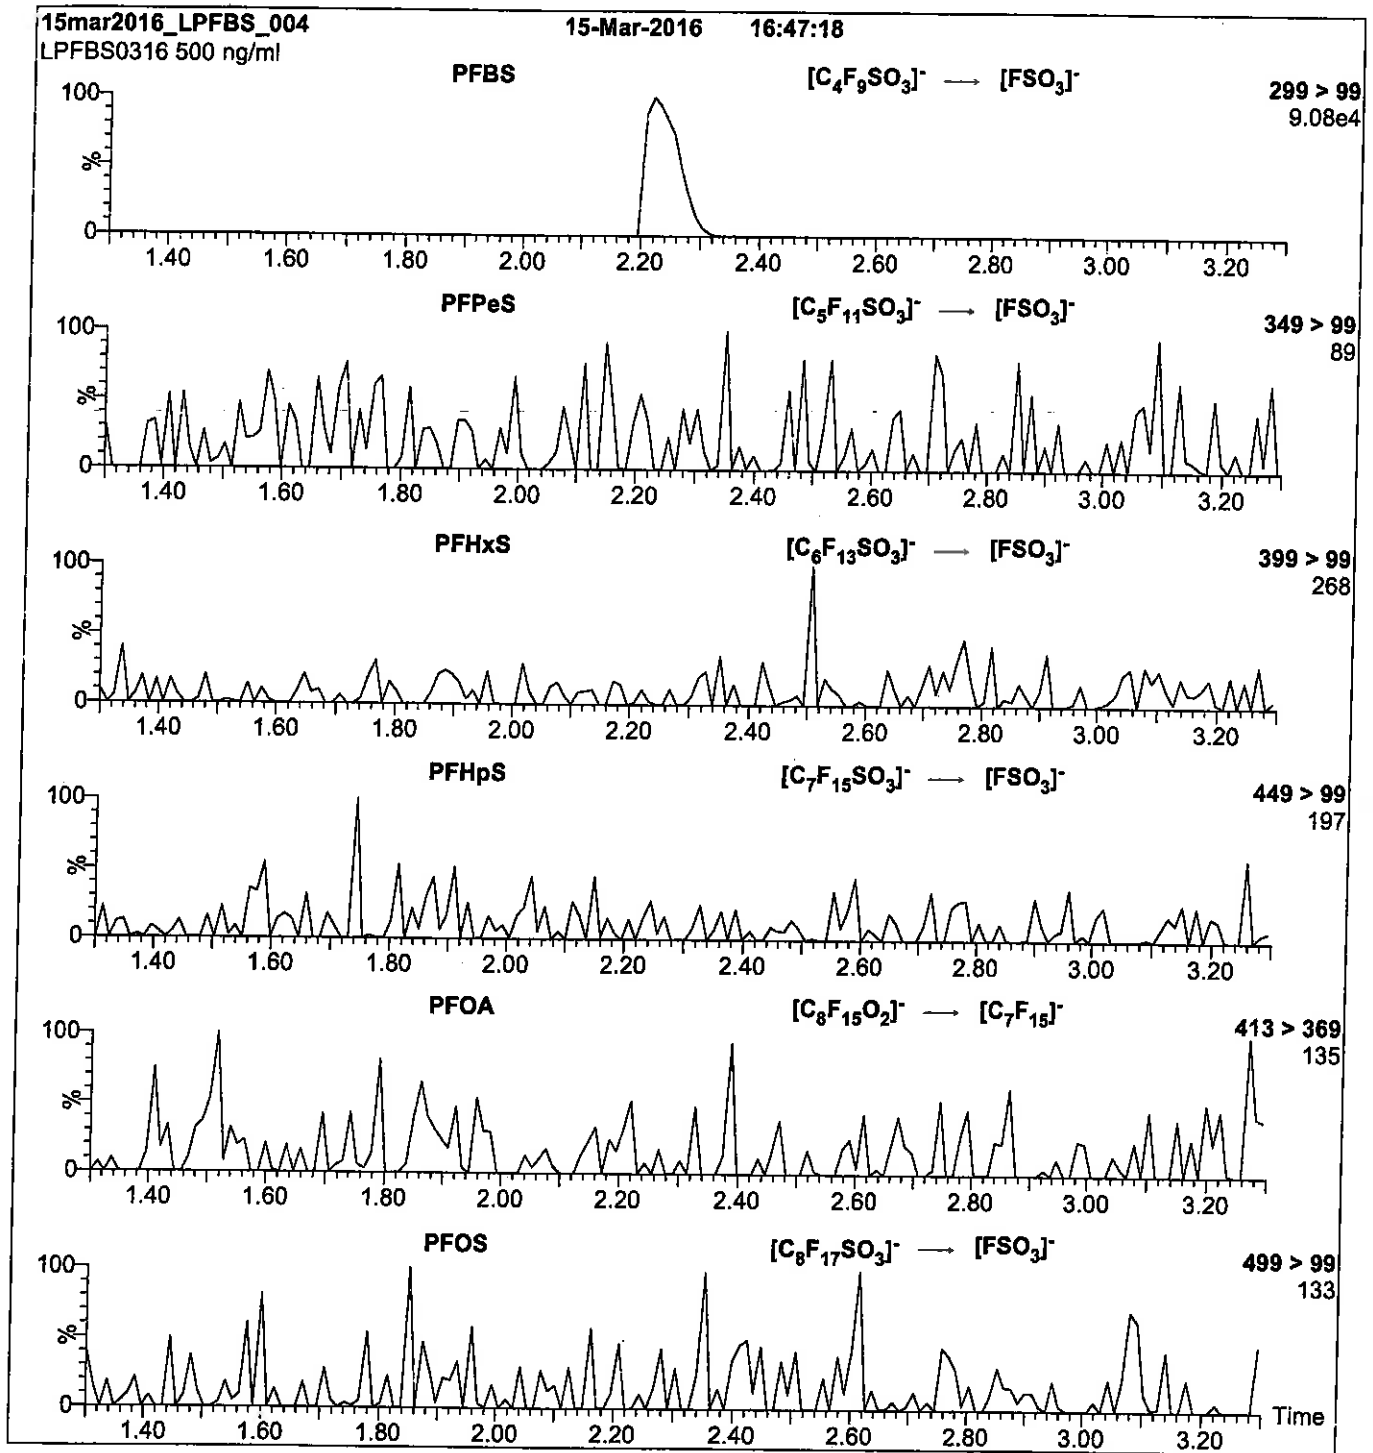 15mar2016_LPFBS_004 15-Mar-2016 16:47:18
LPFBS0316 500 ng/ml
PFBS [C₄F₉SO₃]⁻ → [FSO₃]⁻ 299 > 99
9.08e4
100
%
0
1.40 1.60 1.80 2.00 2.20 2.40 2.60 2.80 3.00 3.20
PFPeS [C₅F₁₁SO₃]⁻ → [FSO₃]⁻ 349 > 99
89
100
%
0
1.40 1.60 1.80 2.00 2.20 2.40 2.60 2.80 3.00 3.20
PFHxS [C₆F₁₃SO₃]⁻ → [FSO₃]⁻ 399 > 99
268
100
%
0
1.40 1.60 1.80 2.00 2.20 2.40 2.60 2.80 3.00 3.20
PFHpS [C₇F₁₅SO₃]⁻ → [FSO₃]⁻ 449 > 99
197
100
%
0
1.40 1.60 1.80 2.00 2.20 2.40 2.60 2.80 3.00 3.20
PFOA [C₈F₁₅O₂]⁻ → [C₇F₁₅]⁻ 413 > 369
135
100
%
0
1.40 1.60 1.80 2.00 2.20 2.40 2.60 2.80 3.00 3.20
PFOS [C₈F₁₇SO₃]⁻ → [FSO₃]⁻ 499 > 99
133
100
%
0
Time
1.40 1.60 1.80 2.00 2.20 2.40 2.60 2.80 3.00 3.20